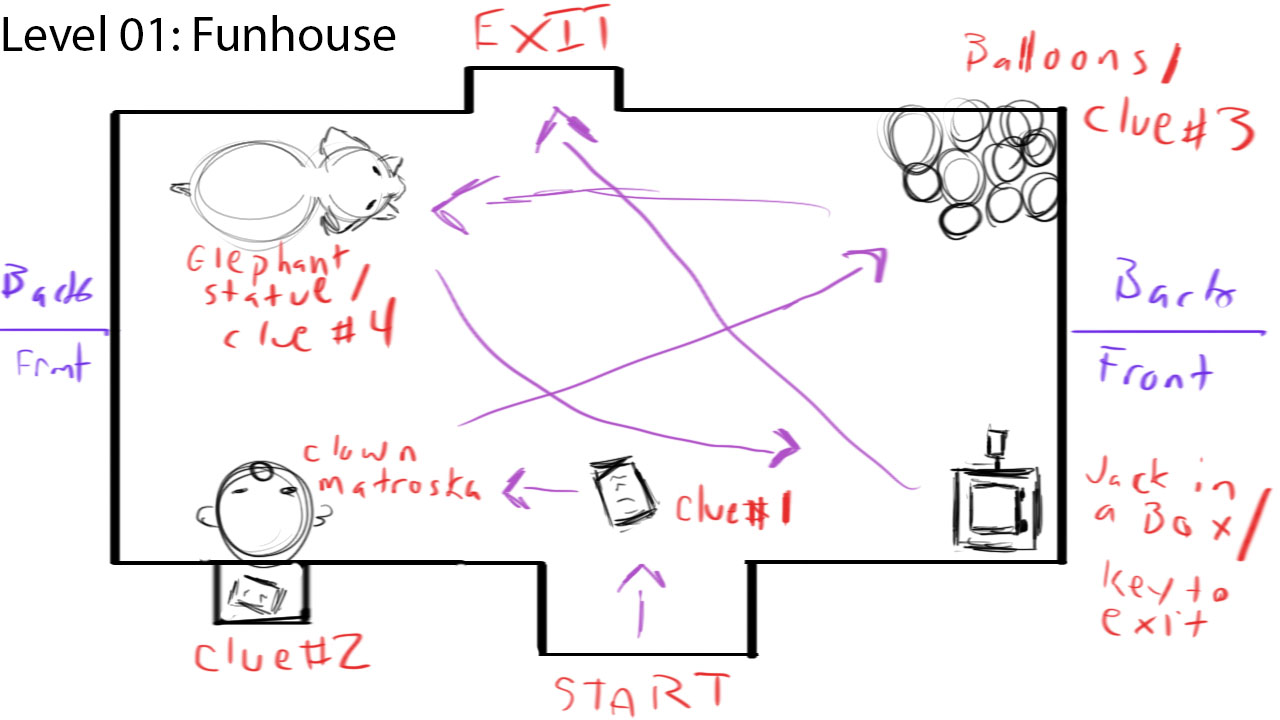 Level 01: Funhouse
EXIT
Balloons/
clue#3
Elephant
statue/
clue #4
Back
Front
Back
Front
clown
matroska
clue#1
Jack in
a Box/
key to
exit
clue#2
START